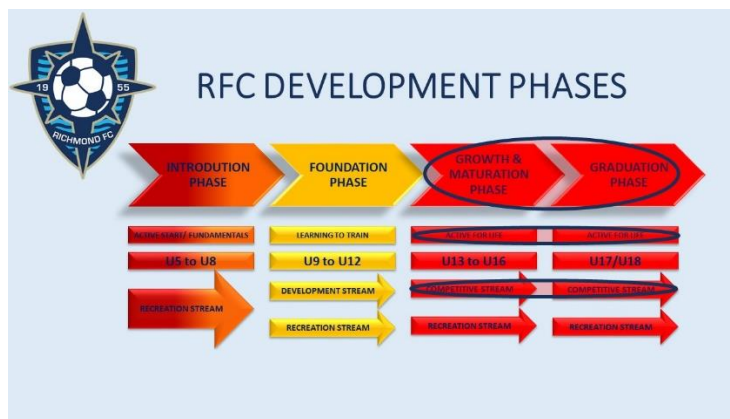 RFC DEVELOPMENT PHASES
19 55
RICHMOND FC
INTRODUTION
PHASE
FOUNDATION
PHASE
GROWTH &
MATURATION
PHASE
GRADUATION
PHASE
ACTIVE START/ FUNDAMENTALS
LEARNING TO TRAIN
ACTIVE FOR LIFE
ACTIVE FOR LIFE
U5 to U8
U9 to U12
U13 to U16
U17/U18
RECREATION STREAM
DEVELOPMENT STREAM
COMPETITIVE STREAM
COMPETITIVE STREAM
RECREATION STREAM
RECREATION STREAM
RECREATION STREAM